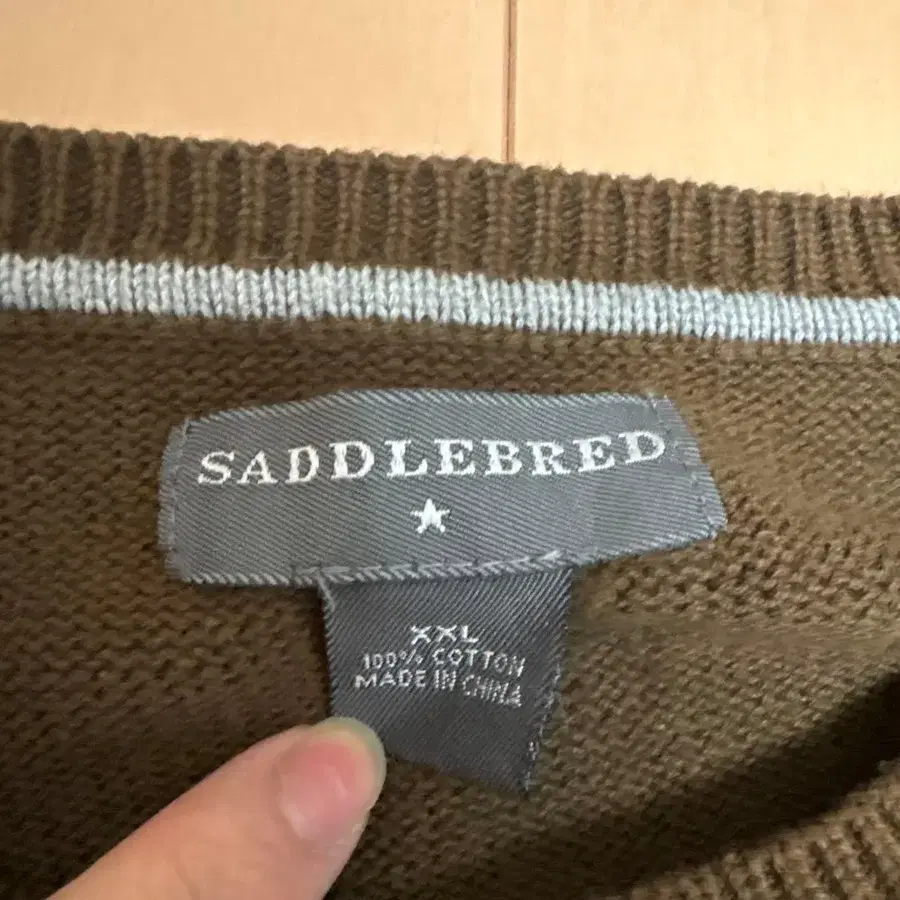 SADDLEBRED
XXL
100% COTTON
MADE IN CHINA